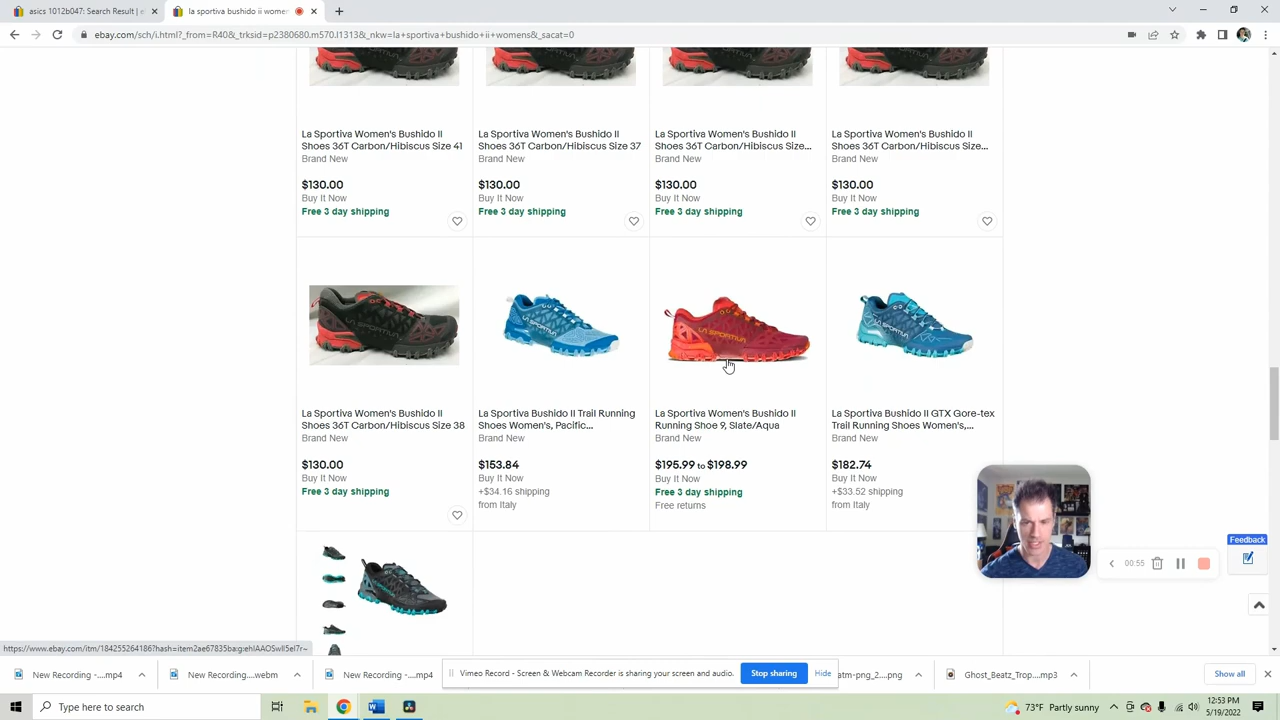 asics 1012b047: Search Result | e
la sportiva bushido ii women
ebay.com/sch/i.html?_from=R40&_trksid=p2380680.m570.l1313&_nkw=la+sportiva+bushido+ii+womens&_sacat=0
La Sportiva Women's Bushido II
Shoes 36T Carbon/Hibiscus Size 41
Brand New
$130.00
Buy It Now
Free 3 day shipping
La Sportiva Women's Bushido II
Shoes 36T Carbon/Hibiscus Size 37
Brand New
$130.00
Buy It Now
Free 3 day shipping
La Sportiva Women's Bushido II
Shoes 36T Carbon/Hibiscus Size...
Brand New
$130.00
Buy It Now
Free 3 day shipping
La Sportiva Women's Bushido II
Shoes 36T Carbon/Hibiscus Size...
Brand New
$130.00
Buy It Now
Free 3 day shipping
LA SPORTIVA
LA SPORTIVA
LA SPORTIVA
LA SPORTIVA
La Sportiva Women's Bushido II
Shoes 36T Carbon/Hibiscus Size 38
Brand New
$130.00
Buy It Now
Free 3 day shipping
La Sportiva Bushido II Trail Running
Shoes Women's, Pacific...
Brand New
$153.84
Buy It Now
+$34.16 shipping
from Italy
La Sportiva Women's Bushido II
Running Shoe 9, Slate/Aqua
Brand New
$195.99 to $198.99
Buy It Now
Free 3 day shipping
Free returns
La Sportiva Bushido II GTX Gore-tex
Trail Running Shoes Women's,...
Brand New
$182.74
Buy It Now
+$33.52 shipping
from Italy
00:55
Feedback
https://www.ebay.com/itm/184255264186?hash=item2ae67835ba:g:ehIAAOSwlI5el7r~
New Recording -....mp4
New Recording....webm
New Recording -....mp4
Vimeo Record - Screen & Webcam Recorder is sharing your screen and audio.
Stop sharing
Hide
atm-png_2....png
Ghost_Beatz_Trop....mp3
Show all
Type here to search
73°F Partly sunny
12:53 PM
5/19/2022